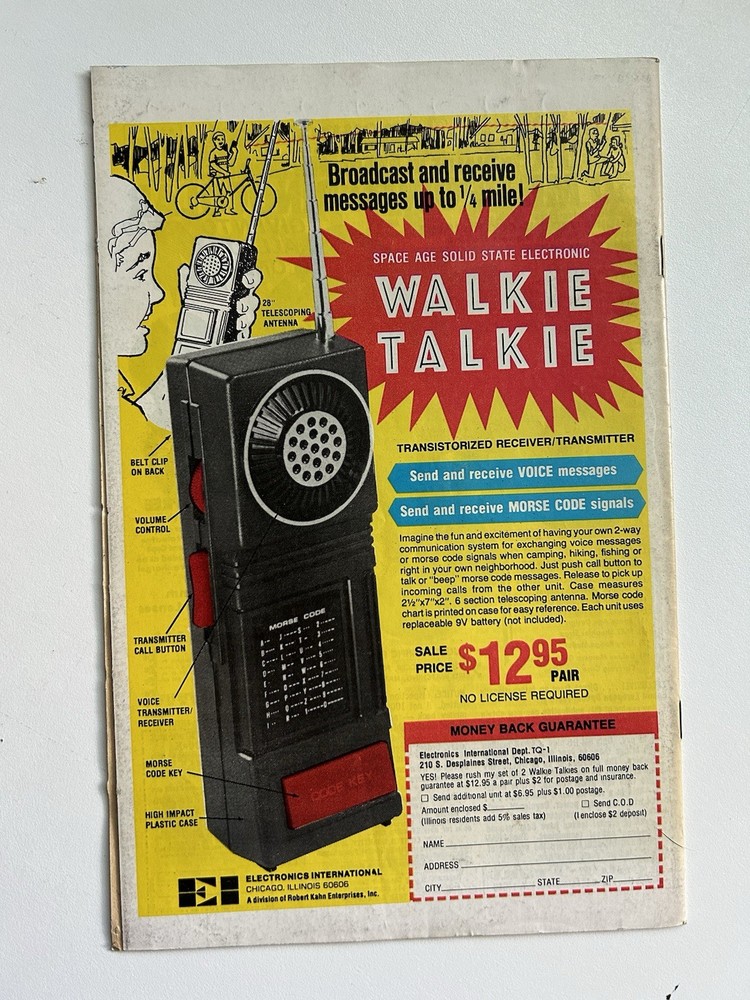 Broadcast and receive
messages up to 1/4 mile!
SPACE AGE SOLID STATE ELECTRONIC
WALKIE
TALKIE
28"
TELESCOPING
ANTENNA
TRANSISTORIZED RECEIVER/TRANSMITTER
Send and receive VOICE messages
Send and receive MORSE CODE signals
BELT CLIP
ON BACK
VOLUME
CONTROL
TRANSMITTER
CALL BUTTON
VOICE
TRANSMITTER/
RECEIVER
MORSE
CODE KEY
HIGH IMPACT
PLASTIC CASE
MORSE CODE
CODE KEY
Imagine the fun and excitement of having your own 2-way
communication system for exchanging voice messages
or morse code signals when camping, hiking, fishing or
right in your own neighborhood. Just push call button to
talk or "beep" morse code messages. Release to pick up
incoming calls from the other unit. Case measures
2½"x7"x2". 6 section telescoping antenna. Morse code
chart is printed on case for easy reference. Each unit uses
replaceable 9V battery (not included).
SALE
PRICE $12.95
PAIR
NO LICENSE REQUIRED
MONEY BACK GUARANTEE
Electronics International Dept. TQ-1
210 S. Desplaines Street, Chicago, Illinois, 60606
YES! Please rush my set of 2 Walkie Talkies on full money back
guarantee at $12.95 a pair plus $2 for postage and insurance.
☐ Send additional unit at $6.95 plus $1.00 postage.
Amount enclosed $______ ☐ Send C.O.D
(Illinois residents add 5% sales tax) (I enclose $2 deposit)
NAME
ADDRESS
CITY STATE ZIP
EI
ELECTRONICS INTERNATIONAL
CHICAGO, ILLINOIS 60606
A division of Robert Kahn Enterprises, Inc.